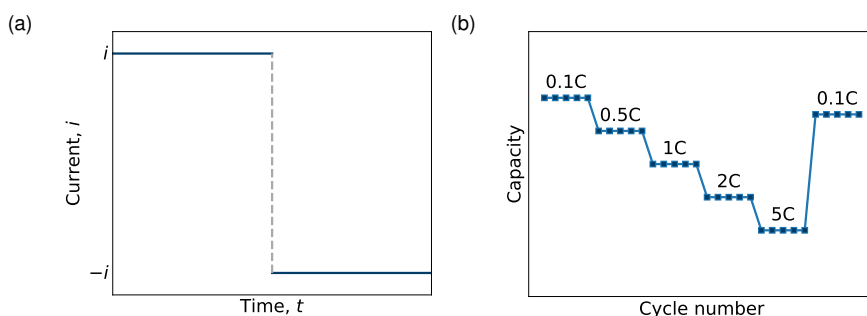 (a)
i
Current, i
−i
Time, t
(b)
0.1C
0.5C
1C
2C
5C
0.1C
Capacity
Cycle number